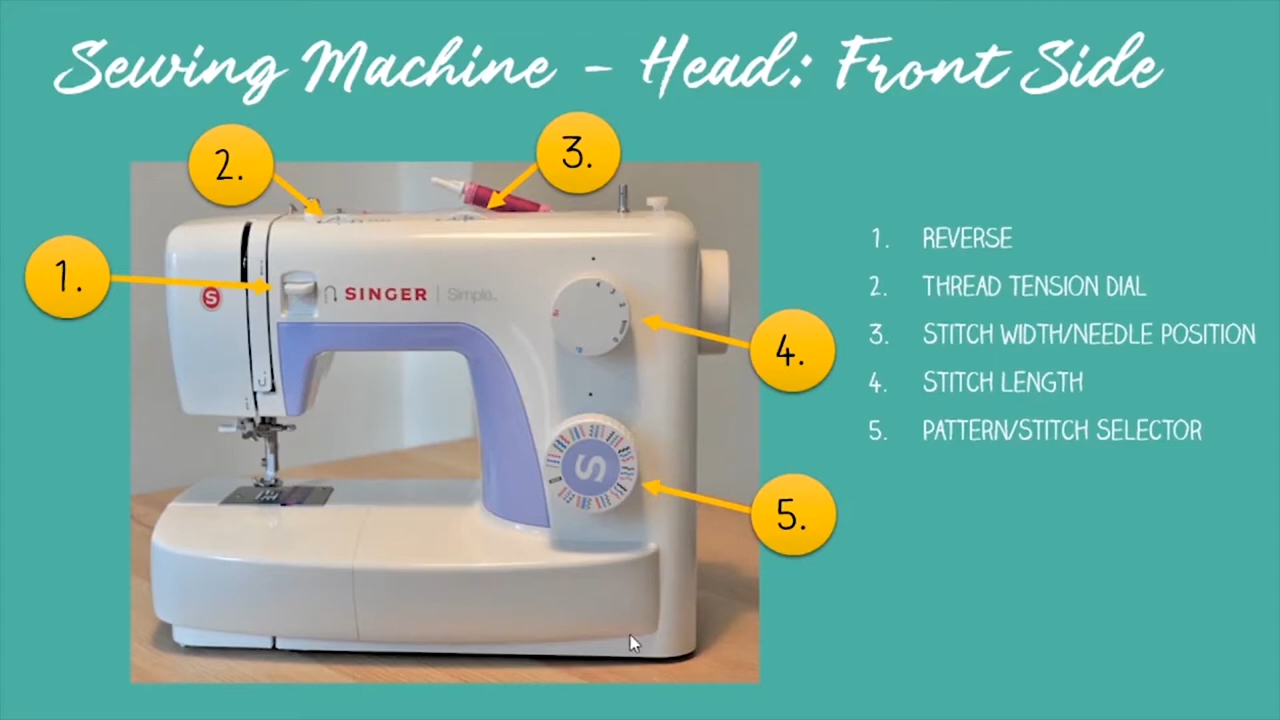 Sewing Machine - Head: Front Side
2.
3.
1.
S
SINGER | Simple
4.
5.
S
1. REVERSE
2. THREAD TENSION DIAL
3. STITCH WIDTH/NEEDLE POSITION
4. STITCH LENGTH
5. PATTERN/STITCH SELECTOR